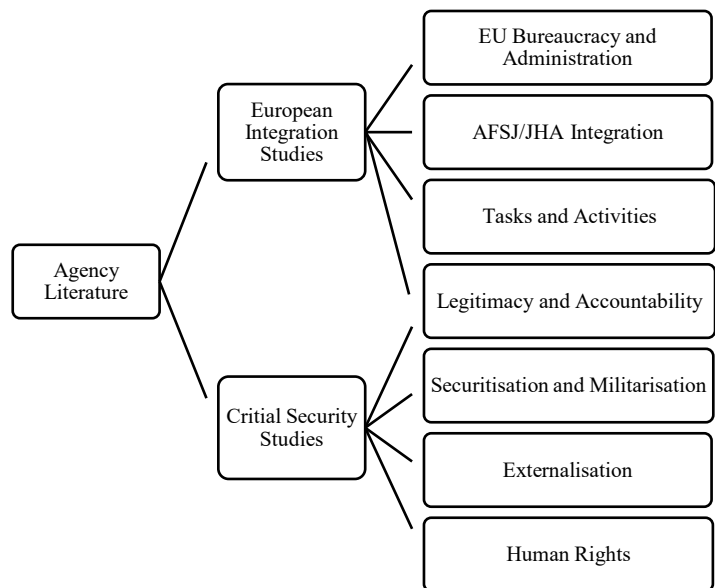 Agency
Literature
European
Integration
Studies
Critial Security
Studies
EU Bureaucracy and
Administration
AFSJ/JHA Integration
Tasks and Activities
Legitimacy and Accountability
Securitisation and Militarisation
Externalisation
Human Rights